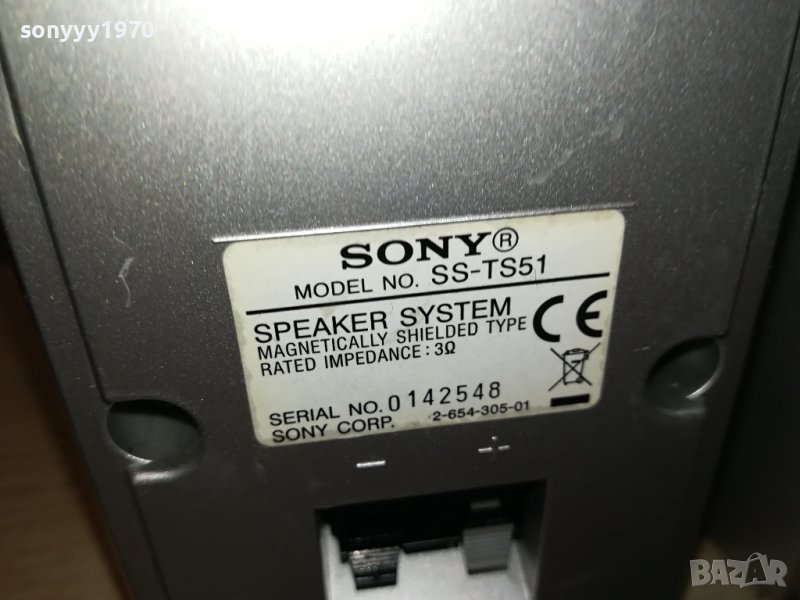 sonyyy1970
SONY®
MODEL NO. SS-TS51
SPEAKER SYSTEM
MAGNETICALLY SHIELDED TYPE
RATED IMPEDANCE : 3Ω
CE
SERIAL NO. 0142548
SONY CORP. 2-654-305-01
− +
BAZAR